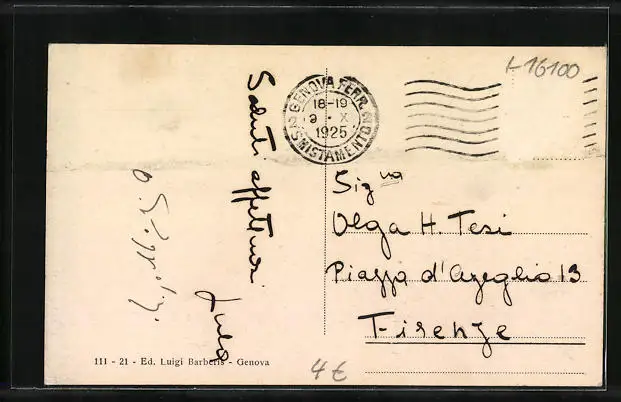 I-16100
GENOVA FERR.
18-19
9 • X
1925
SMISTAMENTO
Saluti affettuosi
Sig.na
Olga H. Tesi
Piazza d'Azeglio 13
Firenze
111 - 21 - Ed. Luigi Barberis - Genova
4 €